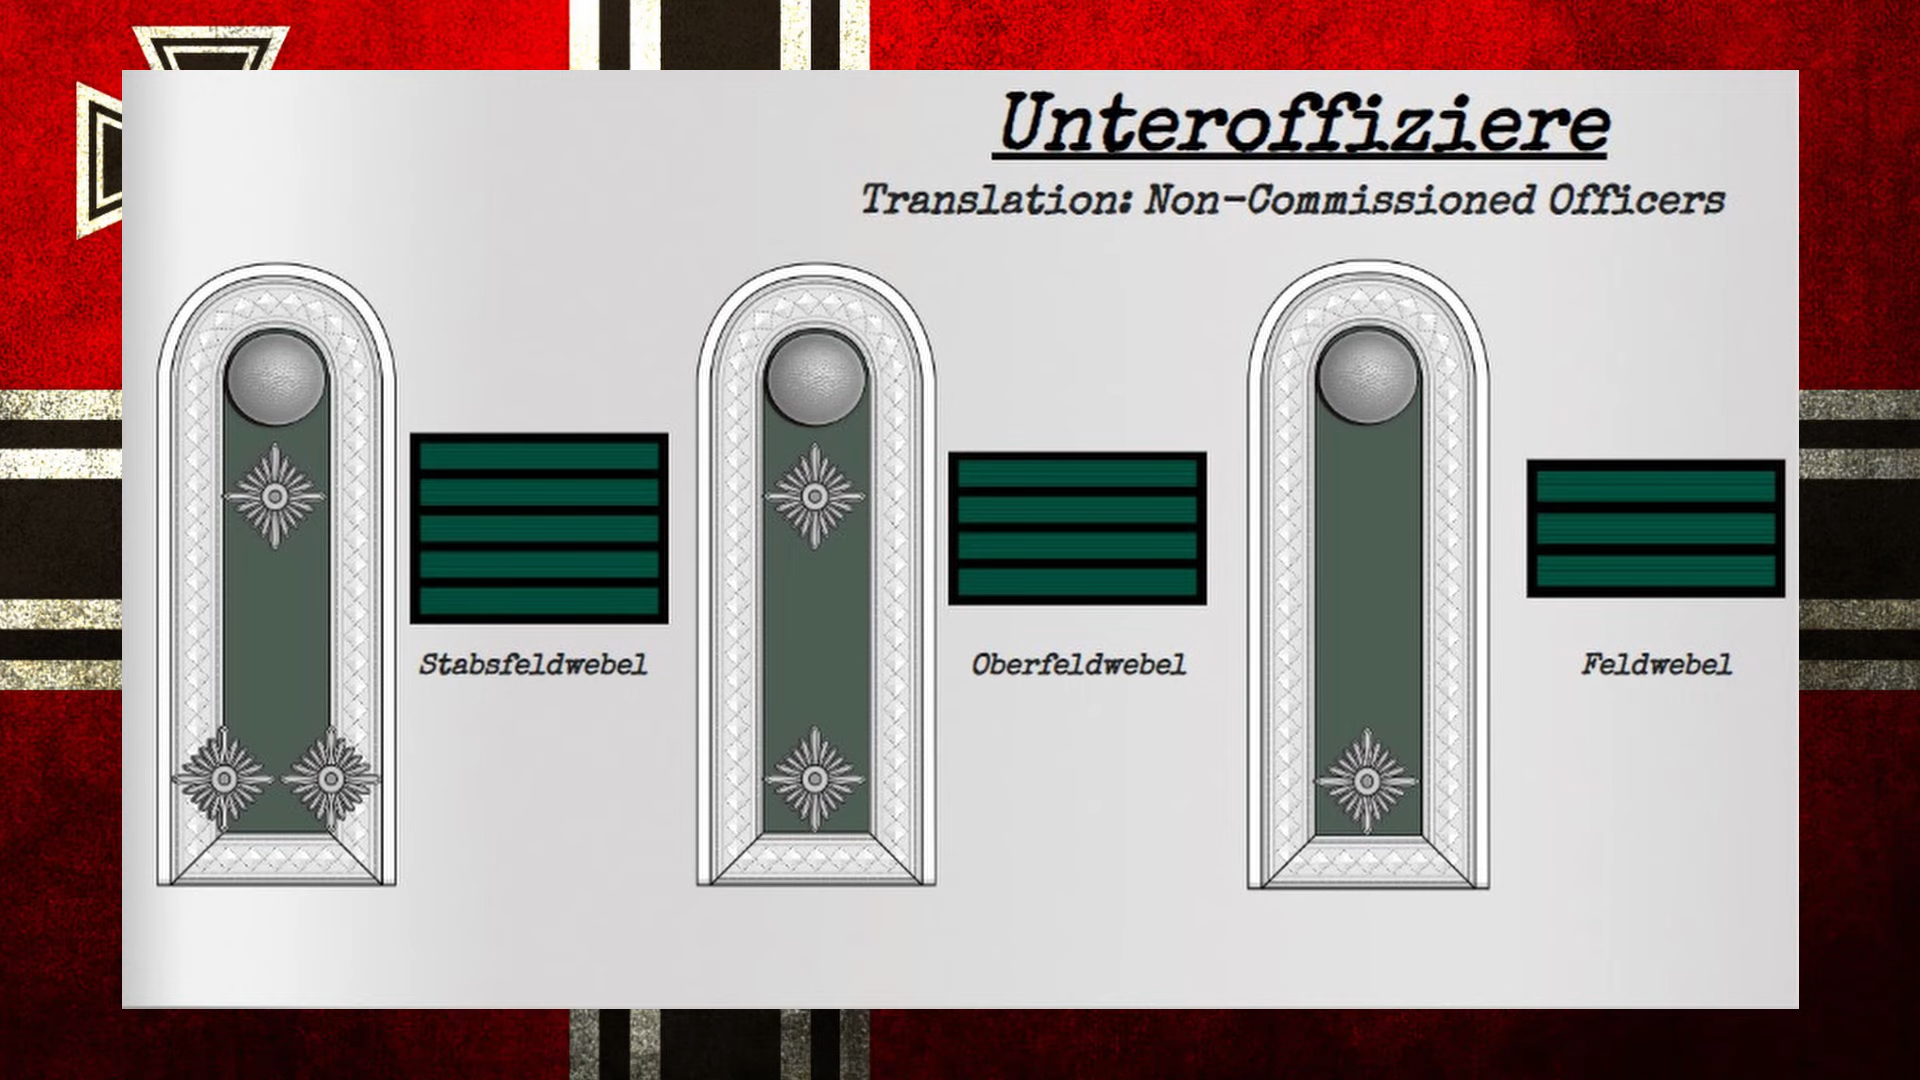 Unteroffiziere
Translation: Non-Commissioned Officers
Stabsfeldwebel
Oberfeldwebel
Feldwebel